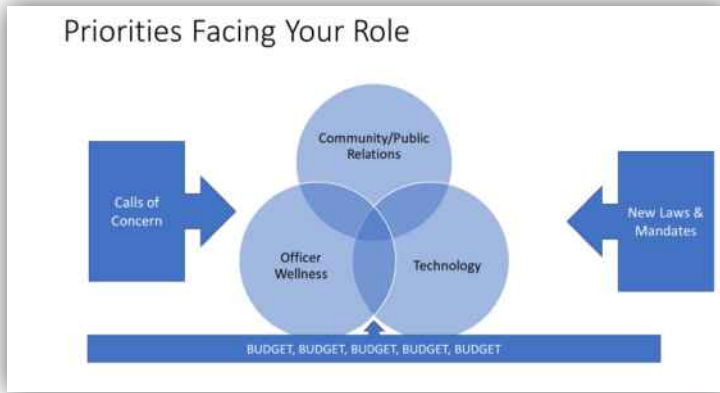 Priorities Facing Your Role
Community/Public
Relations
Calls of
Concern
New Laws &
Mandates
Officer
Wellness
Technology
BUDGET, BUDGET, BUDGET, BUDGET, BUDGET